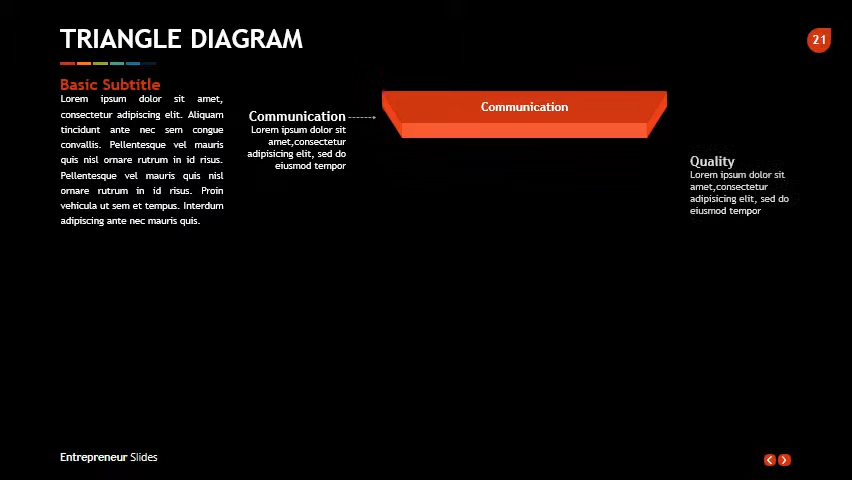 TRIANGLE DIAGRAM
21
Basic Subtitle
Lorem ipsum dolor sit amet,
consectetur adipiscing elit. Aliquam
tincidunt ante nec sem congue
convallis. Pellentesque vel mauris
quis nisl ornare rutrum in id risus.
Pellentesque vel mauris quis nisl
ornare rutrum in id risus. Proin
vehicula ut sem et tempus. Interdum
adipiscing ante nec mauris quis.
Communication
Lorem ipsum dolor sit
amet,consectetur
adipisicing elit, sed do
eiusmod tempor
Communication
Quality
Lorem ipsum dolor sit
amet,consectetur
adipisicing elit, sed do
eiusmod tempor
Entrepreneur Slides